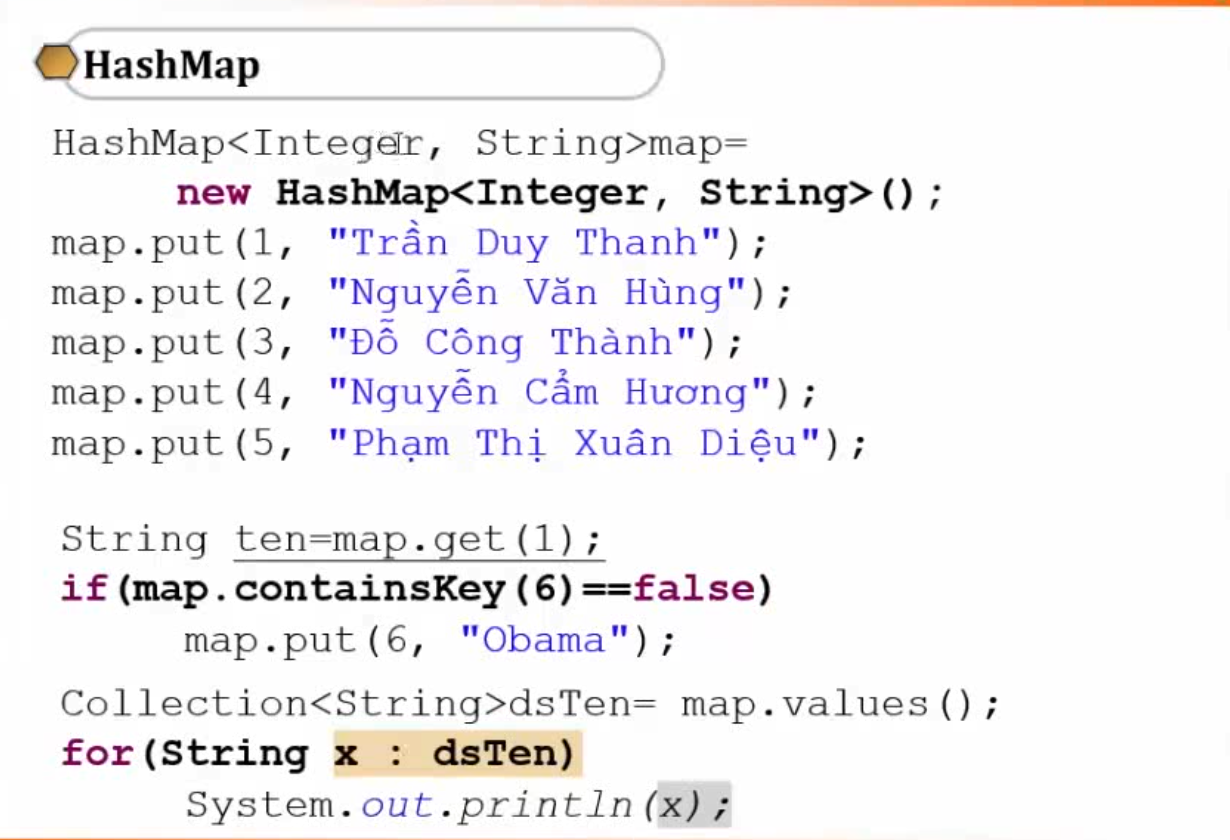 HashMap
HashMap<Integer, String>map=
new HashMap<Integer, String>();
map.put(1, "Trần Duy Thanh");
map.put(2, "Nguyễn Văn Hùng");
map.put(3, "Đỗ Công Thành");
map.put(4, "Nguyễn Cẩm Hương");
map.put(5, "Phạm Thị Xuân Diệu");
String ten=map.get(1);
if(map.containsKey(6)==false)
map.put(6, "Obama");
Collection<String>dsTen= map.values();
for(String x : dsTen)
System.out.println(x);